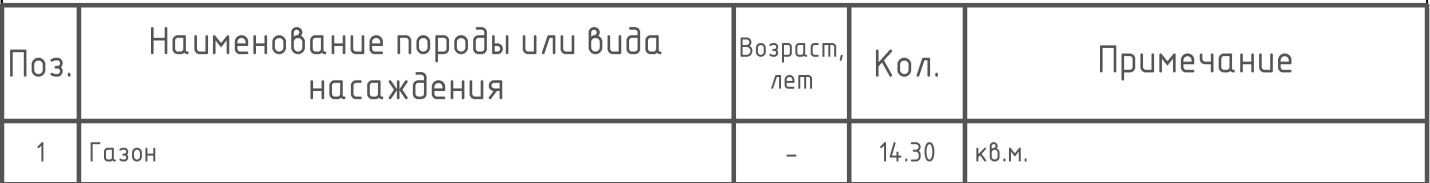 Поз.
Наименование породы или вида
насаждения
Возраст,
лет
Кол.
Примечание
1
Газон
-
14.30
кв.м.